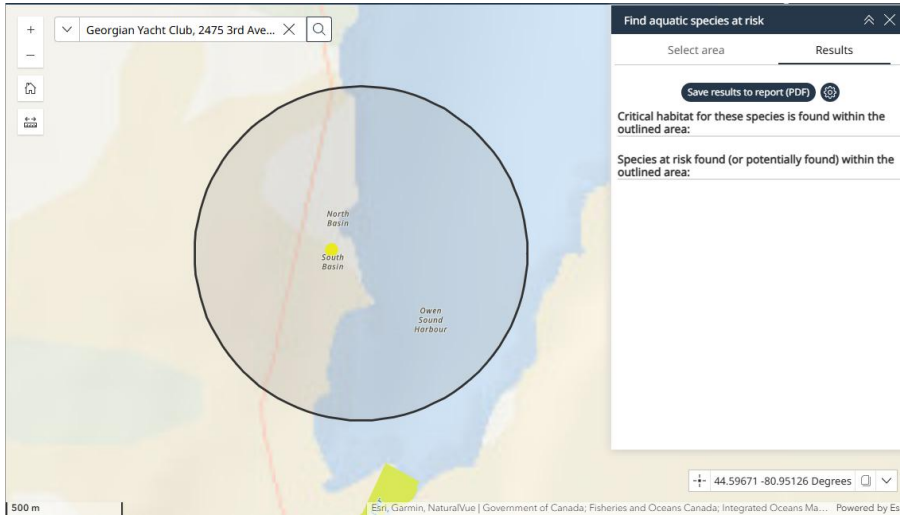 Georgian Yacht Club, 2475 3rd Ave...
Find aquatic species at risk
Select area
Results
Save results to report (PDF)
Critical habitat for these species is found within the
outlined area:
Species at risk found (or potentially found) within the
outlined area:
North
Basin
South
Basin
Owen
Sound
Harbour
44.59671 -80.95126 Degrees
500 m
Esri, Garmin, NaturalVue | Government of Canada; Fisheries and Oceans Canada; Integrated Oceans Ma... Powered by Es